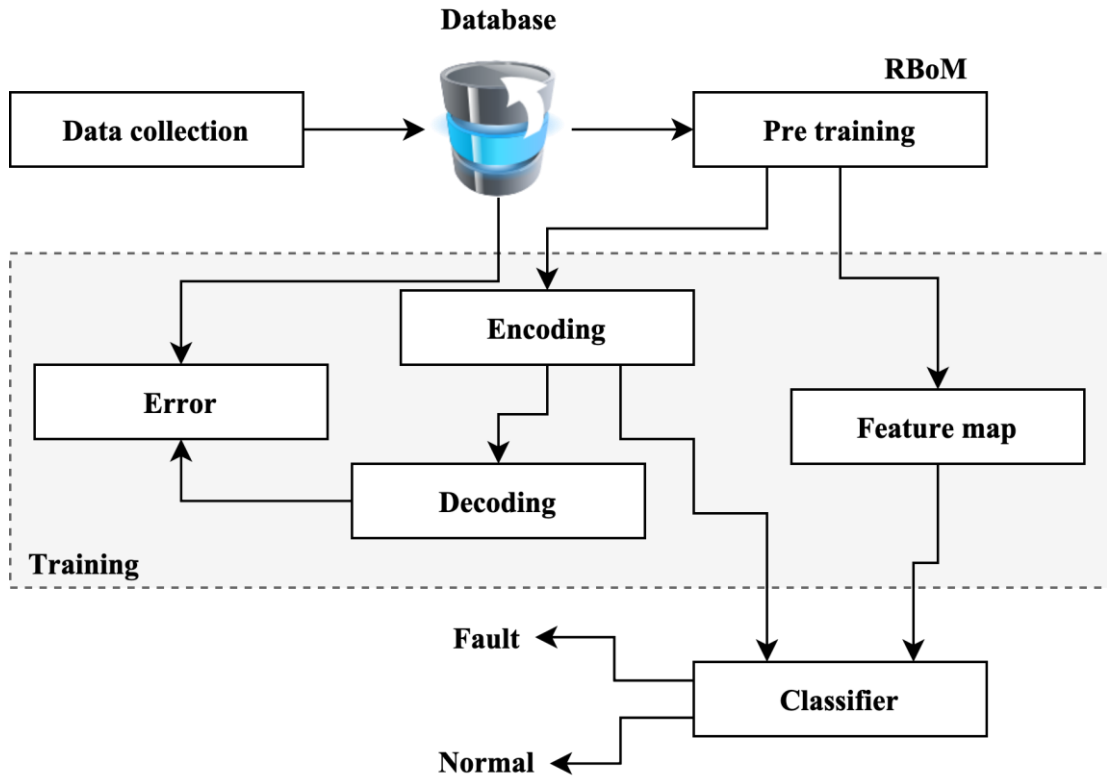 Database
RBoM
Data collection
Pre training
Encoding
Error
Feature map
Decoding
Training
Fault
Classifier
Normal